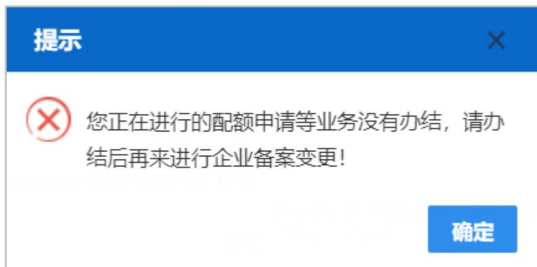 提示
您正在进行的配额申请等业务没有办结，请办
结后再来进行企业备案变更！
确定